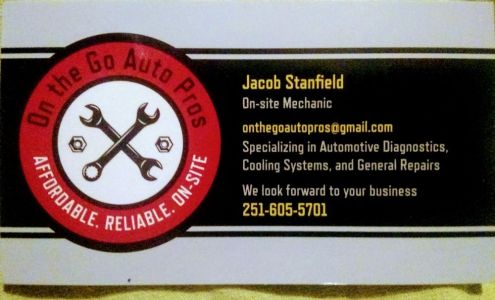 On the Go Auto Pros
AFFORDABLE. RELIABLE. ON-SITE
Jacob Stanfield
On-site Mechanic
onthegoautopros@gmail.com
Specializing in Automotive Diagnostics,
Cooling Systems, and General Repairs
We look forward to your business
251-605-5701